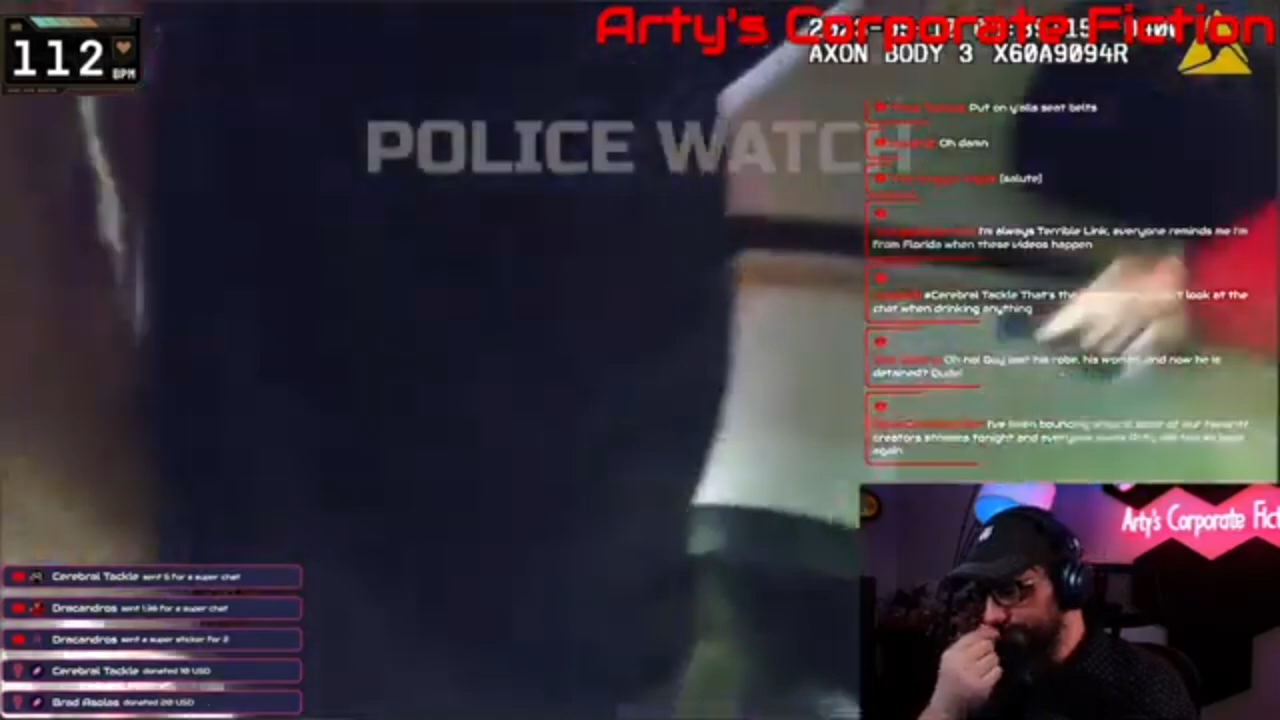 112
BPM
Arty's Corporate Fiction
AXON BODY 3 X60A9094R
POLICE WATCH
Put on y'alls seat belts
Oh damn
[salute]
I'm always Terrible Link, everyone reminds me I'm
from Florida when these videos happen
#Cerebral Tackle That's the look at the
chat when drinking anything
Oh no! Guy lost his robe, his and now he is
detained? Dude!
I've been bouncing around some of our favorite
creators streams tonight and everyone
again
Arty's Corporate Fict
Cerebral Tackle sent 5 for a super chat
Dracandros sent 1.99 for a super chat
Dracandros sent a super sticker for 2
Cerebral Tackle donated 10 USD
Brad Asolas donated 20 USD